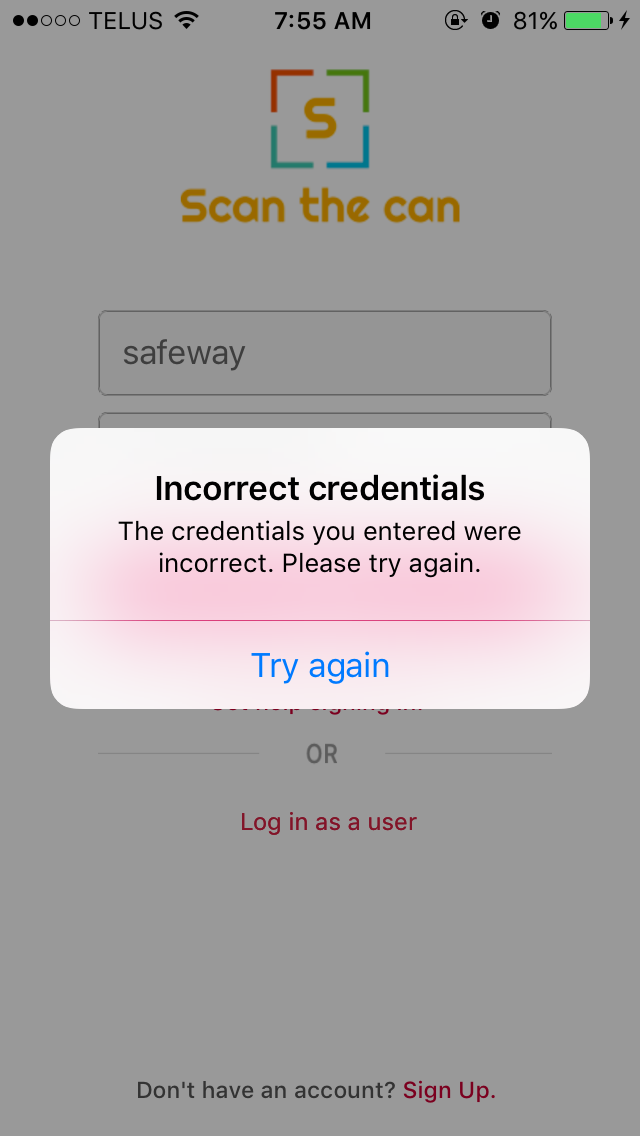 TELUS 7:55 AM 81%
S
Scan the can
safeway
Incorrect credentials
The credentials you entered were
incorrect. Please try again.
Try again
OR
Log in as a user
Don't have an account? Sign Up.